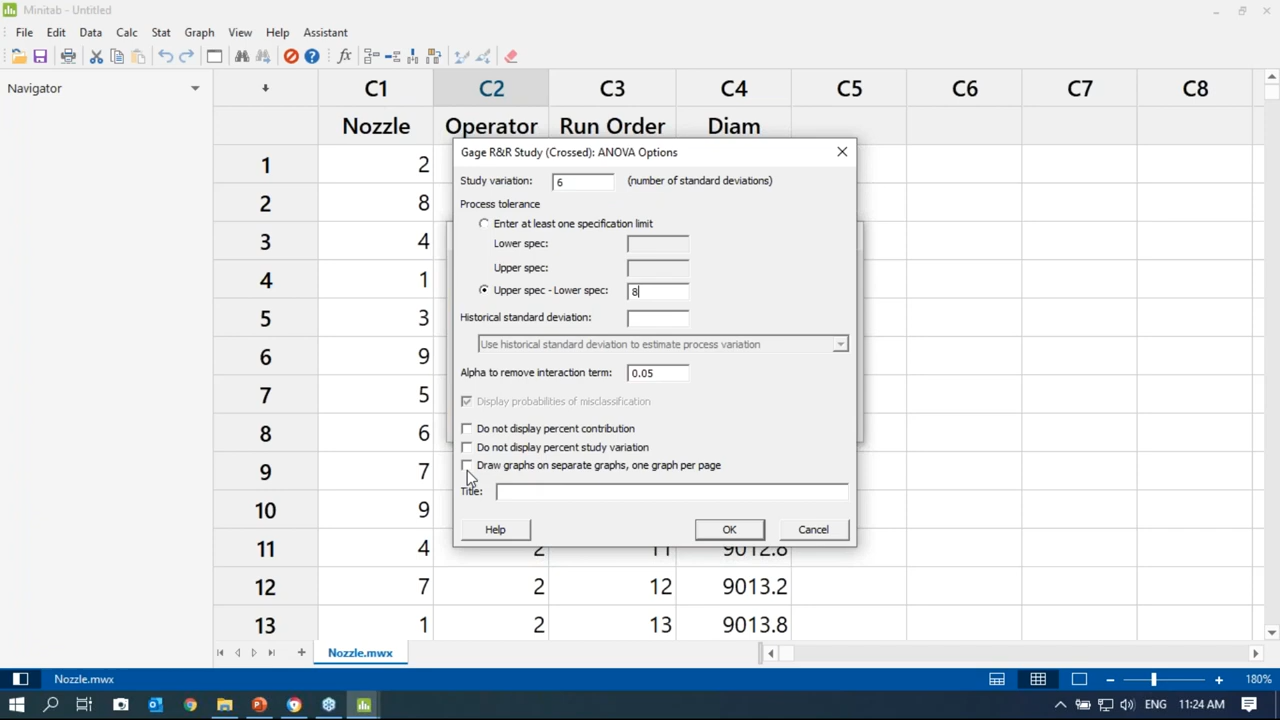 Minitab - Untitled
File Edit Data Calc Stat Graph View Help Assistant
Navigator
C1 C2 C3 C4 C5 C6 C7 C8
Nozzle Operator Run Order Diam
1 2
2 8
3 4
4 1
5 3
6 9
7 5
8 6
9 7
10 9
11 4 2 11 9012.8
12 7 2 12 9013.2
13 1 2 13 9013.8
Gage R&R Study (Crossed): ANOVA Options
Study variation: 6 (number of standard deviations)
Process tolerance
Enter at least one specification limit
Lower spec:
Upper spec:
Upper spec - Lower spec: 8
Historical standard deviation:
Use historical standard deviation to estimate process variation
Alpha to remove interaction term: 0.05
Display probabilities of misclassification
Do not display percent contribution
Do not display percent study variation
Draw graphs on separate graphs, one graph per page
Title:
Help OK Cancel
Nozzle.mwx
Nozzle.mwx 180%
ENG 11:24 AM